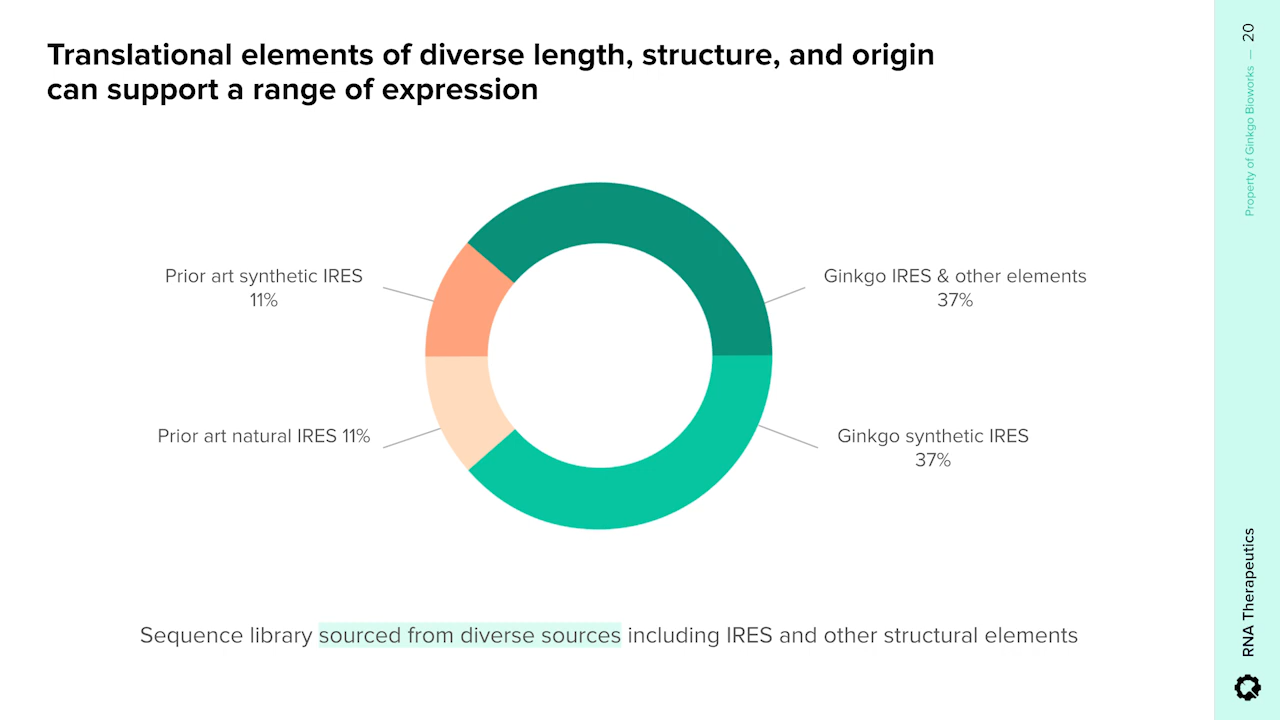 Translational elements of diverse length, structure, and origin
can support a range of expression
Prior art synthetic IRES
11%
Ginkgo IRES & other elements
37%
Prior art natural IRES 11%
Ginkgo synthetic IRES
37%
Sequence library sourced from diverse sources including IRES and other structural elements
Property of Ginkgo Bioworks — 20
RNA Therapeutics